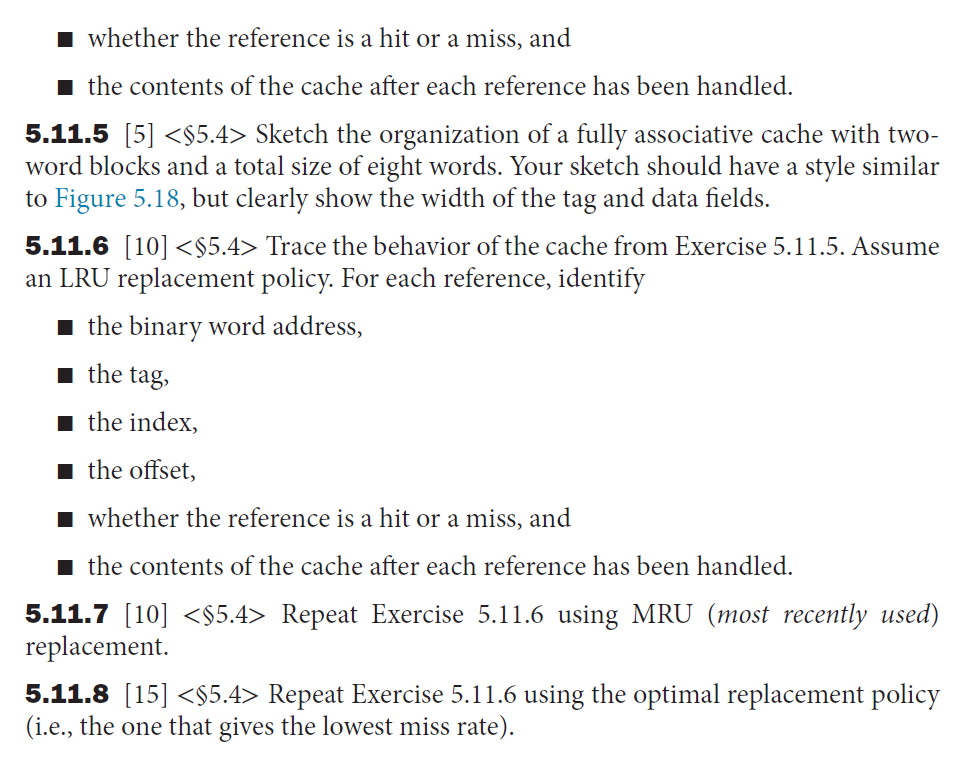 ■ whether the reference is a hit or a miss, and
■ the contents of the cache after each reference has been handled.
5.11.5 [5] <§5.4> Sketch the organization of a fully associative cache with two-
word blocks and a total size of eight words. Your sketch should have a style similar
to Figure 5.18, but clearly show the width of the tag and data fields.
5.11.6 [10] <§5.4> Trace the behavior of the cache from Exercise 5.11.5. Assume
an LRU replacement policy. For each reference, identify
■ the binary word address,
■ the tag,
■ the index,
■ the offset,
■ whether the reference is a hit or a miss, and
■ the contents of the cache after each reference has been handled.
5.11.7 [10] <§5.4> Repeat Exercise 5.11.6 using MRU (most recently used)
replacement.
5.11.8 [15] <§5.4> Repeat Exercise 5.11.6 using the optimal replacement policy
(i.e., the one that gives the lowest miss rate).